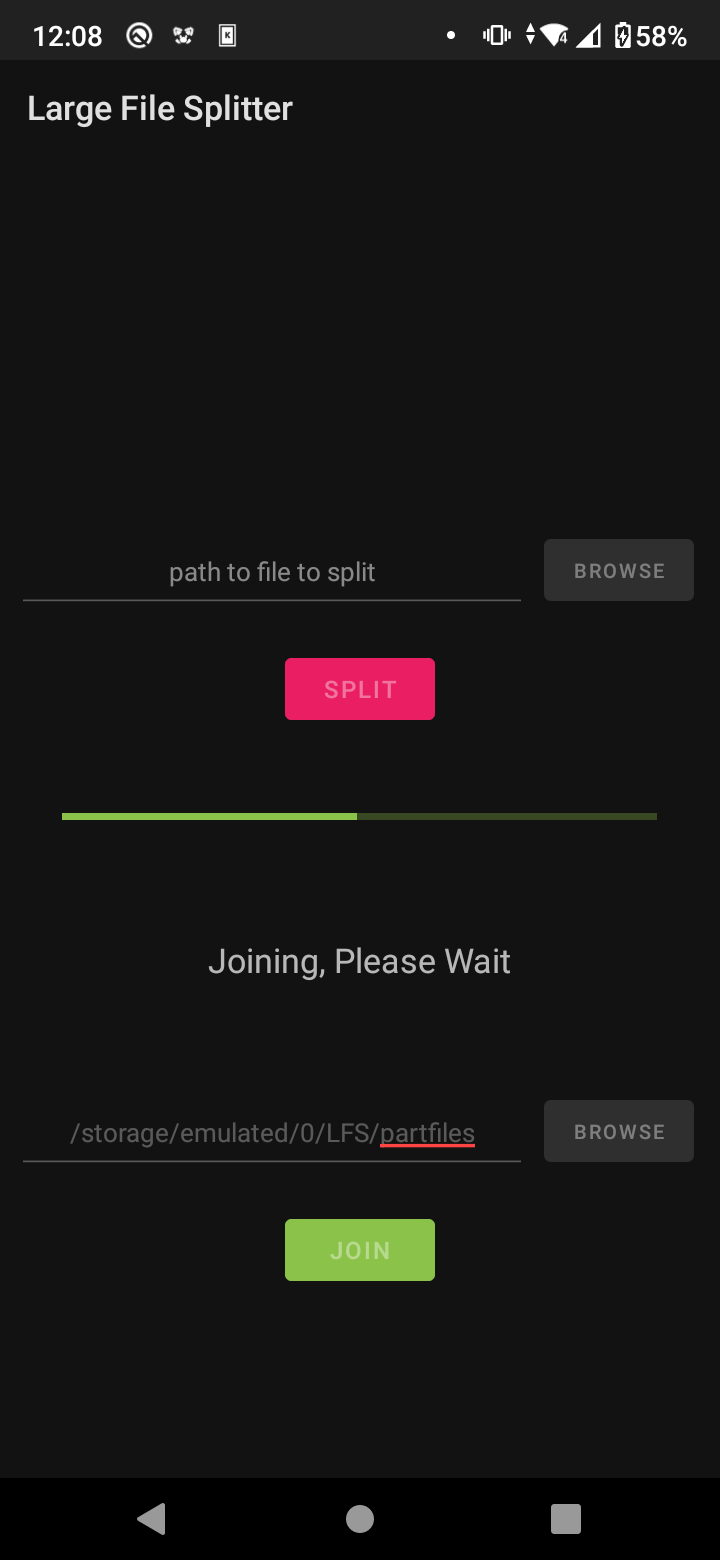 12:08 58%
Large File Splitter
path to file to split BROWSE
SPLIT
Joining, Please Wait
/storage/emulated/0/LFS/partfiles BROWSE
JOIN